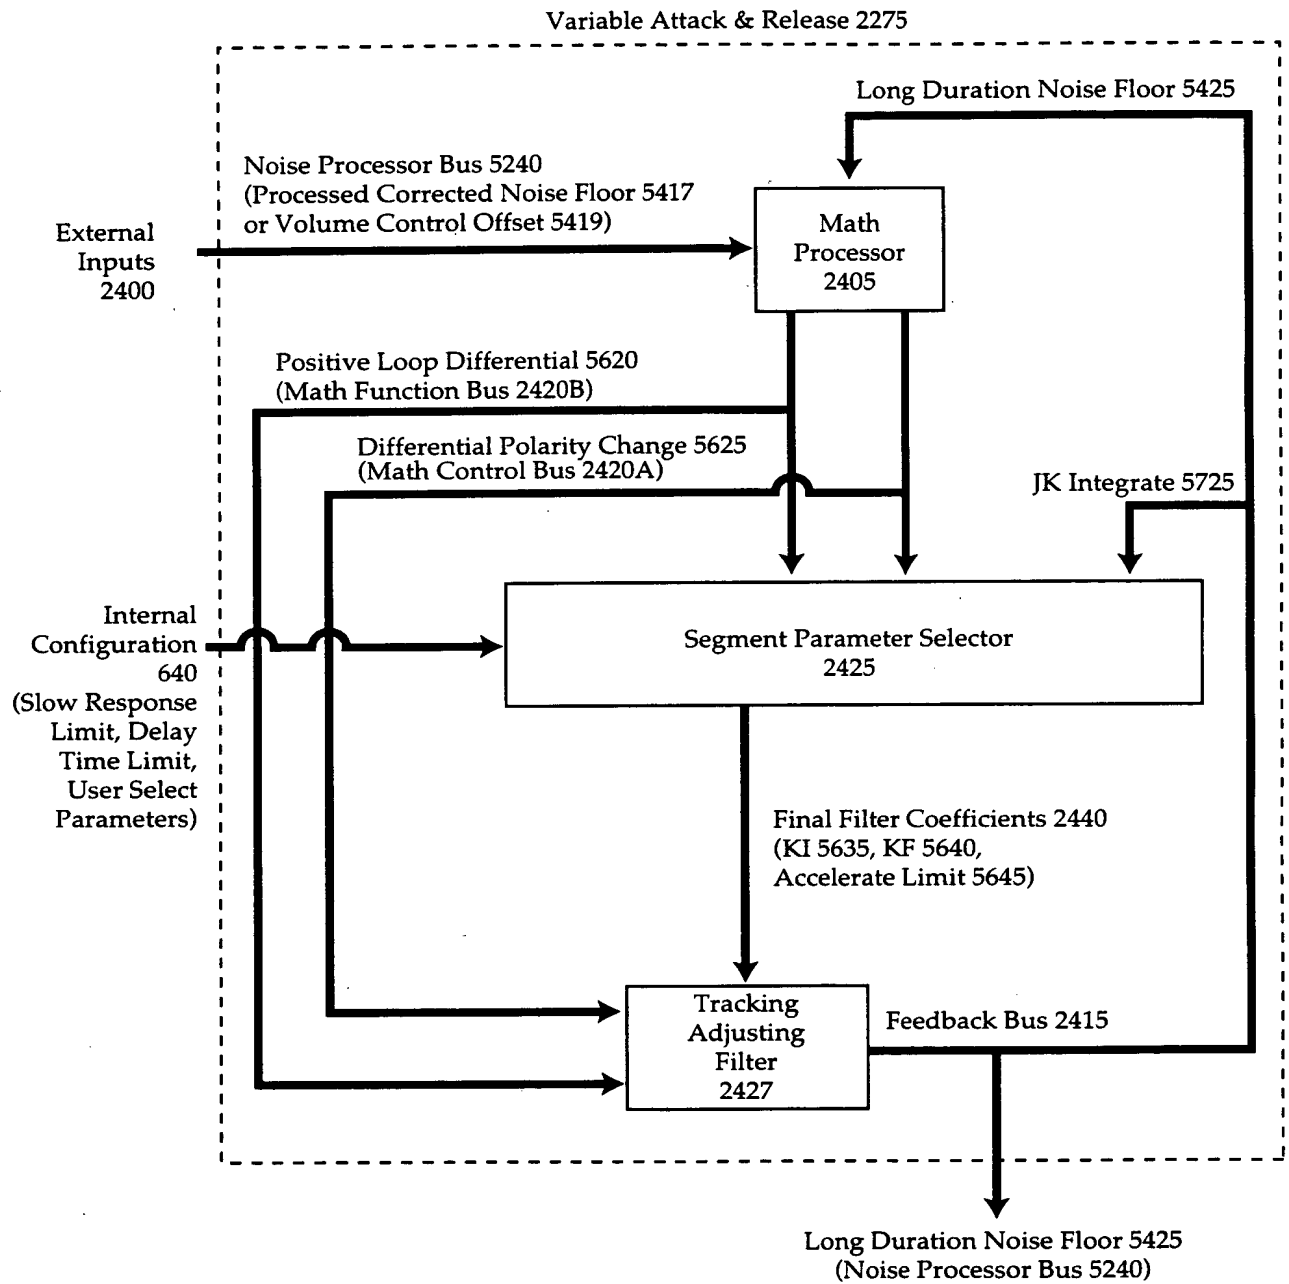 Variable Attack & Release 2275
Long Duration Noise Floor 5425
Noise Processor Bus 5240
(Processed Corrected Noise Floor 5417
or Volume Control Offset 5419)
External
Inputs
2400
Math
Processor
2405
Positive Loop Differential 5620
(Math Function Bus 2420B)
Differential Polarity Change 5625
(Math Control Bus 2420A)
JK Integrate 5725
Internal
Configuration
640
(Slow Response
Limit, Delay
Time Limit,
User Select
Parameters)
Segment Parameter Selector
2425
Final Filter Coefficients 2440
(KI 5635, KF 5640,
Accelerate Limit 5645)
Tracking
Adjusting
Filter
2427
Feedback Bus 2415
Long Duration Noise Floor 5425
(Noise Processor Bus 5240)